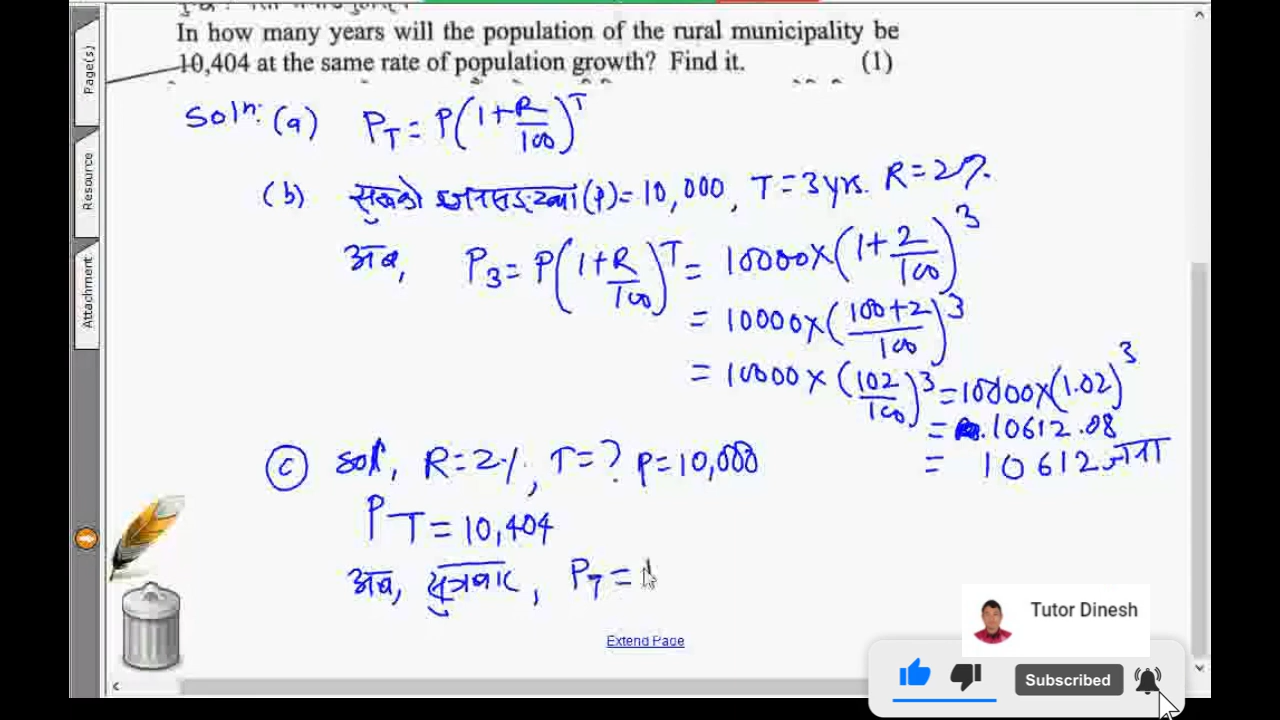 In how many years will the population of the rural municipality be
10,404 at the same rate of population growth? Find it. (1)
Soln: (a) P_T = P(1+R/100)^T
(b) सुरुको जनसङ्ख्या (P) = 10,000, T = 3 yrs. R = 2%.
अब, P_3 = P(1+R/100)^T = 10000×(1+2/100)^3
= 10000×(100+2/100)^3
= 10000×(102/100)^3 = 10000×(1.02)^3
= 10612.08
= 10612 जना
(c) R = 2%, T = ? P = 10,000
P_T = 10,404
अब, सुत्रबाट, P_T =
Extend Page
Page(s)
Resource
Attachment
Tutor Dinesh
Subscribed